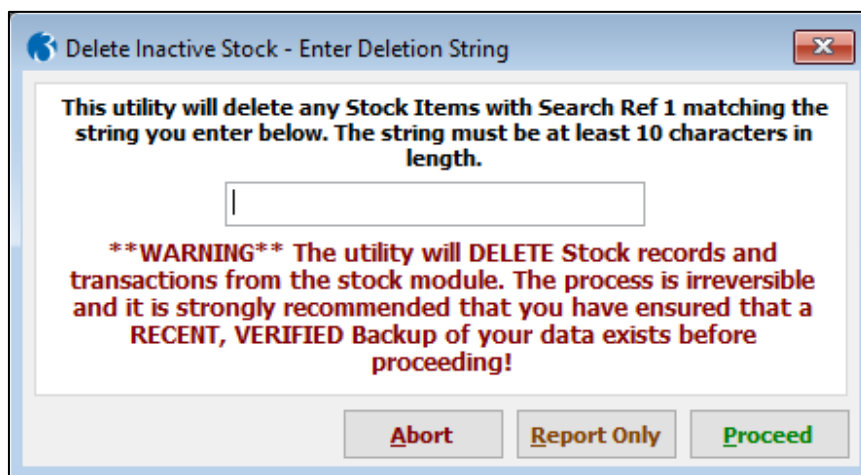 Delete Inactive Stock - Enter Deletion String
This utility will delete any Stock Items with Search Ref 1 matching the
string you enter below. The string must be at least 10 characters in
length.
**WARNING** The utility will DELETE Stock records and
transactions from the stock module. The process is irreversible
and it is strongly recommended that you have ensured that a
RECENT, VERIFIED Backup of your data exists before
proceeding!
Abort Report Only Proceed